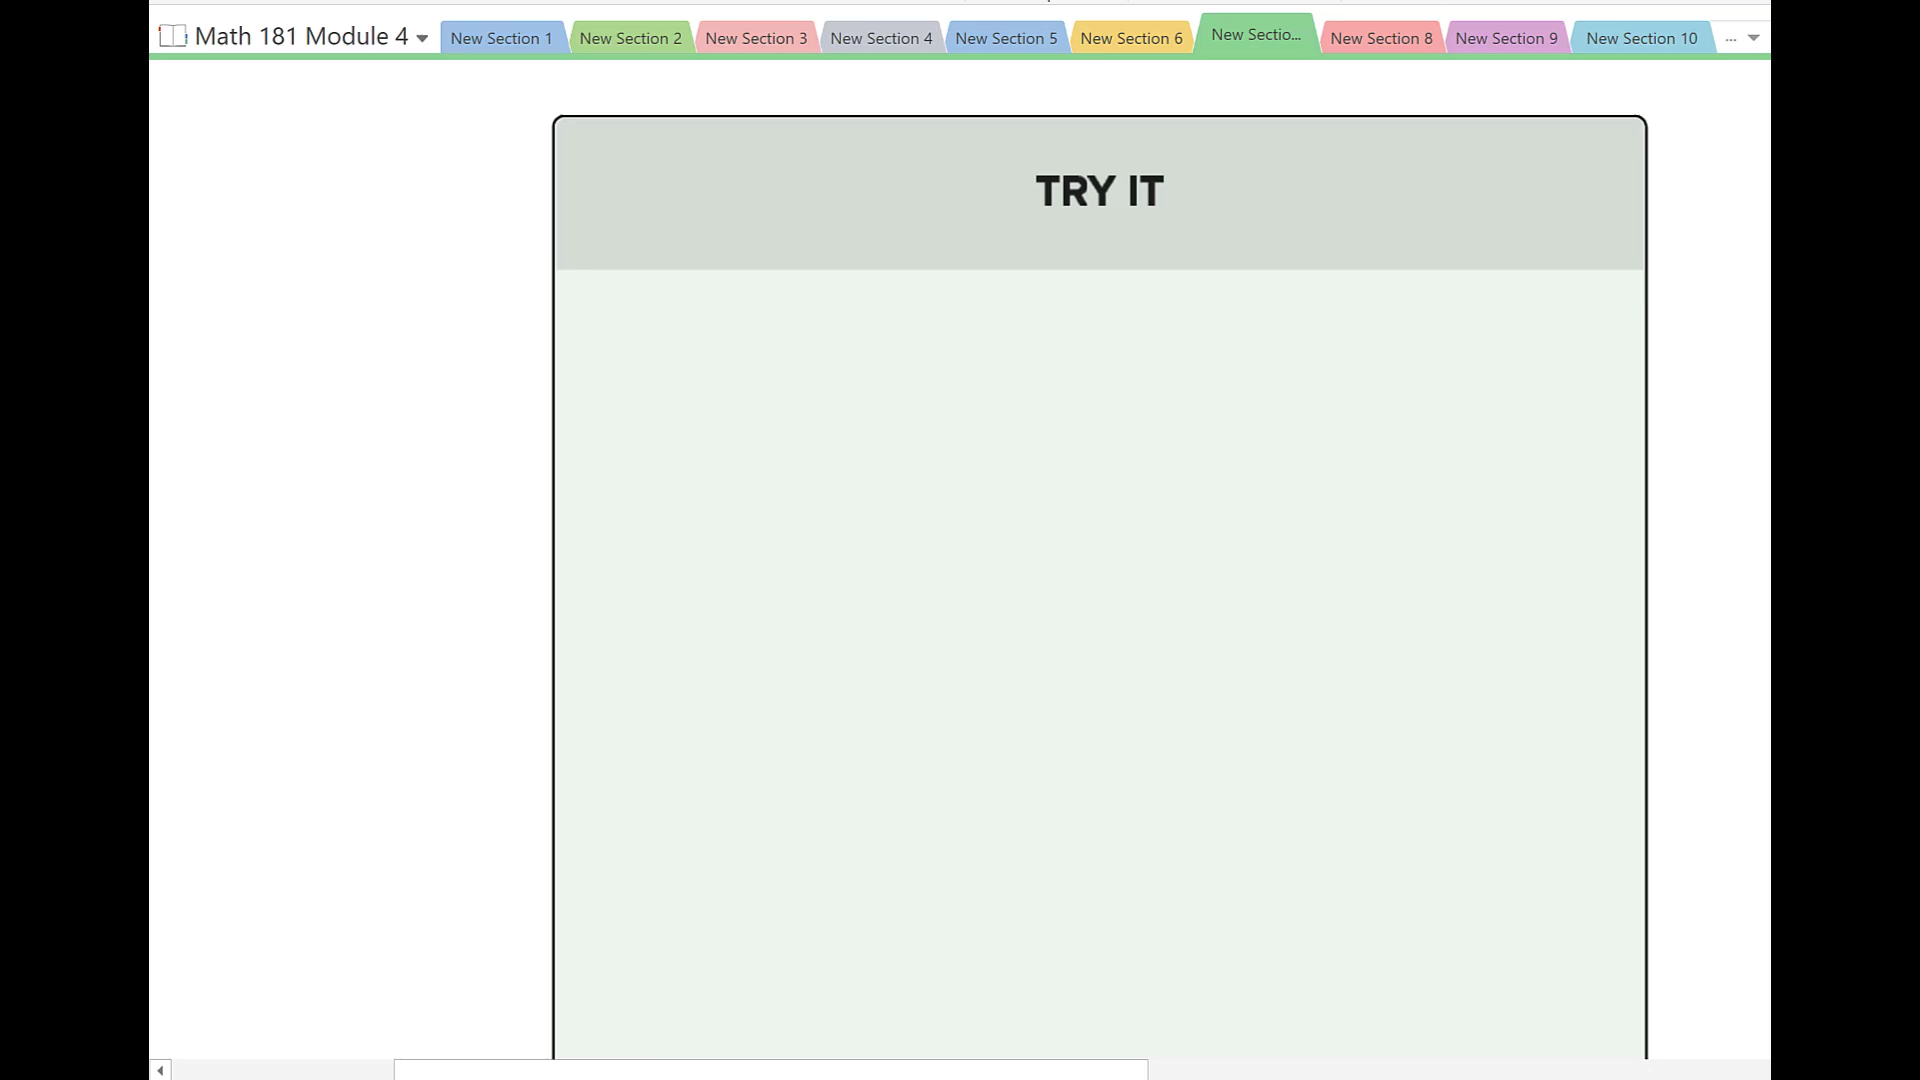 Math 181 Module 4
New Section 1
New Section 2
New Section 3
New Section 4
New Section 5
New Section 6
New Sectio...
New Section 8
New Section 9
New Section 10
...
TRY IT